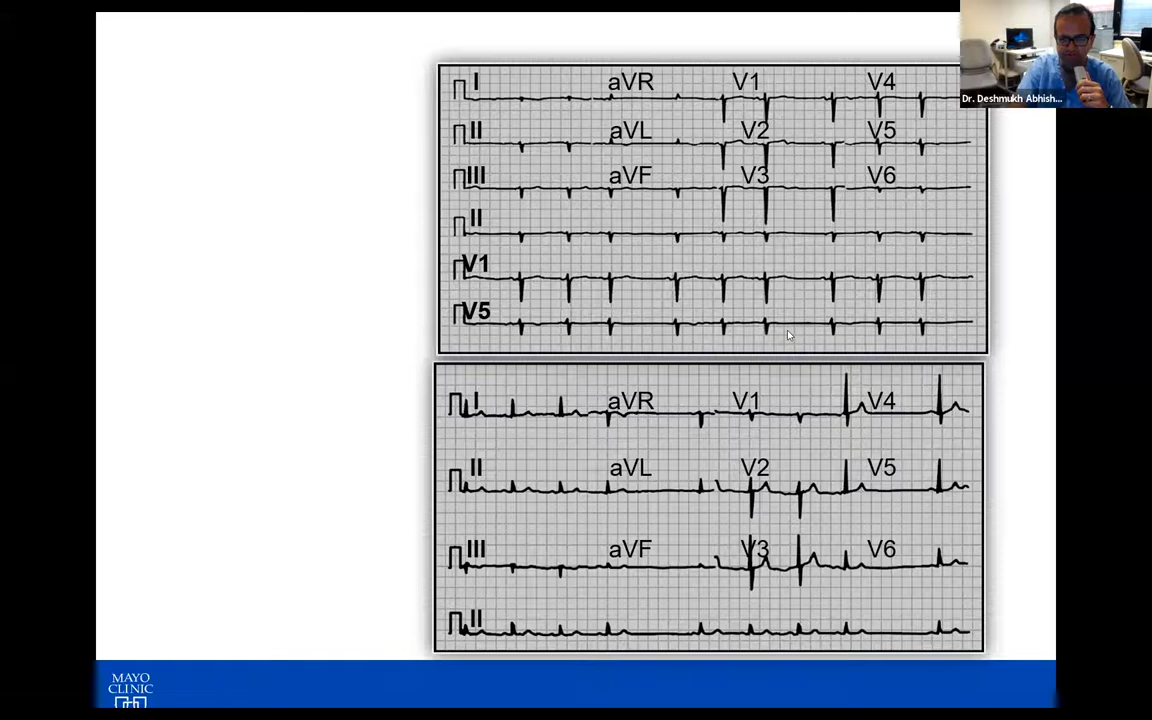 Dr. Deshmukh Abhish...
I aVR V1 V4
II aVL V2 V5
III aVF V3 V6
II
V1
V5
I aVR V1 V4
II aVL V2 V5
III aVF V3 V6
II
MAYO
CLINIC